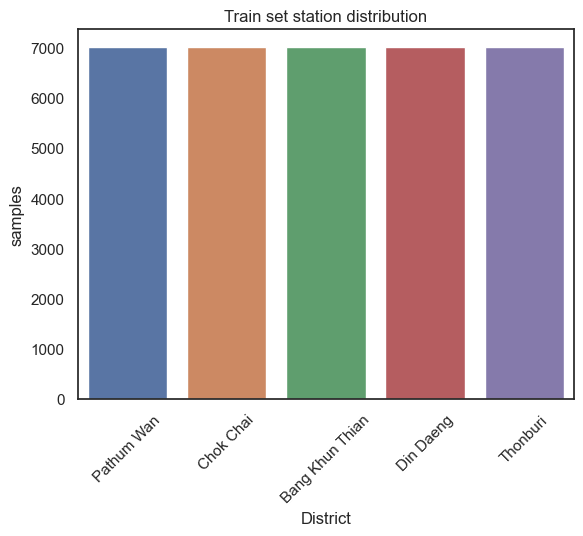 Train set station distribution
7000
6000
5000
4000
3000
2000
1000
0
samples
Pathum Wan
Chok Chai
Bang Khun Thian
Din Daeng
Thonburi
District